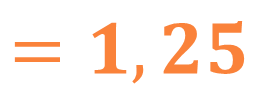 = 1, 25